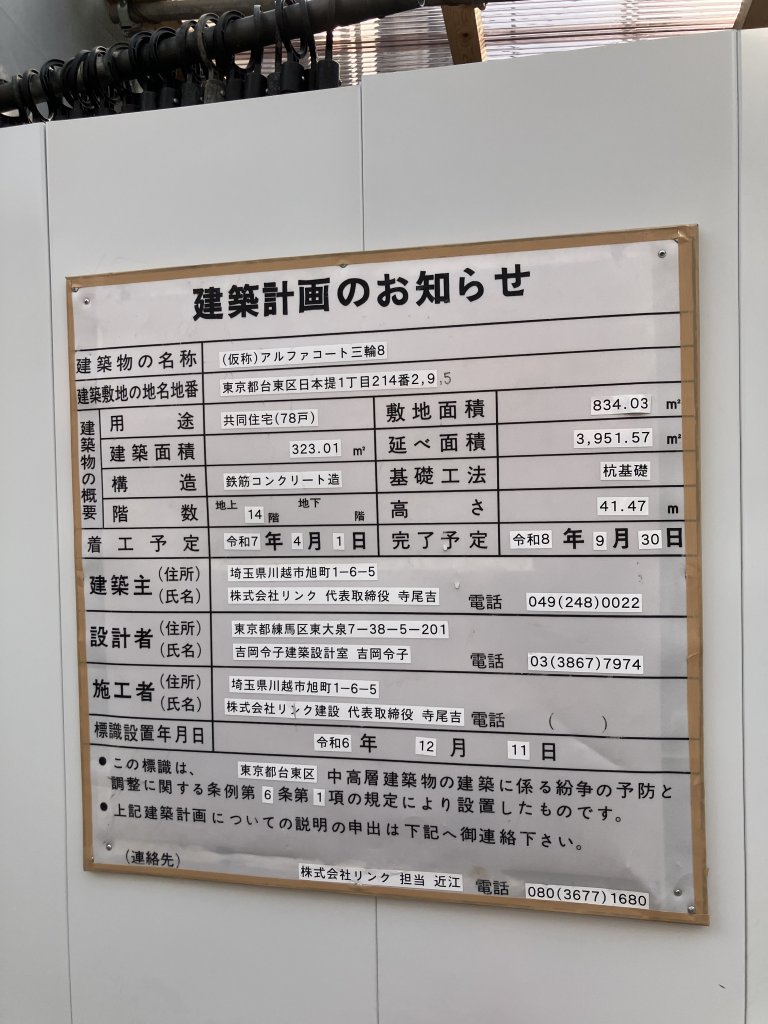 建築計画のお知らせ
建築物の名称 (仮称)アルファコート三輪8
建築敷地の地名地番 東京都台東区日本提1丁目214番2,9,5
建築物の概要
用途 共同住宅(78戸) 敷地面積 834.03 ㎡
建築面積 323.01 ㎡ 延べ面積 3,951.57 ㎡
構造 鉄筋コンクリート造 基礎工法 杭基礎
階数 地上 14 階 地下 階 高さ 41.47 m
着工予定 令和7 年 4 月 1 日 完了予定 令和8 年 9 月 30 日
建築主 (住所) 埼玉県川越市旭町1-6-5
(氏名) 株式会社リンク 代表取締役 寺尾吉 電話 049(248)0022
設計者 (住所) 東京都練馬区東大泉7-38-5-201
(氏名) 吉岡令子建築設計室 吉岡令子 電話 03(3867)7974
施工者 (住所) 埼玉県川越市旭町1-6-5
(氏名) 株式会社リンク建設 代表取締役 寺尾吉 電話 ( )
標識設置年月日 令和6 年 12 月 11 日
●この標識は、 東京都台東区 中高層建築物の建築に係る紛争の予防と
調整に関する条例第 6 条第 1 項の規定により設置したものです。
●上記建築計画についての説明の申出は下記へ御連絡下さい。
(連絡先) 株式会社リンク 担当 近江 電話 080(3677)1680